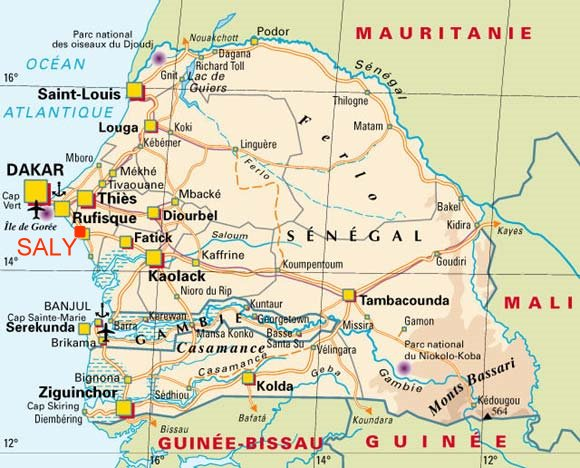 MAURITANIE
Parc national
des oiseaux du Djoudj
Nouakchott
Podor
Dagana
Richard Toll
OCÉAN
ATLANTIQUE
16°
Gnit
Lac de
Guiers
Sénégal
Saint-Louis
Thilogne
Louga
Koki
Kébémer
Matam
Ferlo
Linguère
Ferlo
Mboro
DAKAR
Mékhé
Tivaouane
Cap
Vert
Thiès
Mbacké
Bakel
Rufisque
Diourbel
Île de Gorée
Kidira
Kayes
SALY
Fatick
Saloum
SÉNÉGAL
Kaffrine
Goudiri
14°
Kaolack
Koumpentoum
Nioro du Rip
Tambacounda
MALI
BANJUL
Cap Sainte-Marie
Kuntaur
Serekunda
Barra
Kerewan
Georgetown
GAMBIE
Mansa Konko
Basse
Santa Su
Missira
Gamon
Brikama
Casamance
Vélingara
Parc national
du Niokolo-Koba
Bignona
Casamance
Kolda
Geba
Gambie
Monts Bassari
Ziguinchor
Sédhiou
Cap Skiring
Diembéring
Kédougou
564
Bissau
Bafatá
Koundara
12°
GUINÉE-BISSAU
GUINÉE
16°
14°
12°